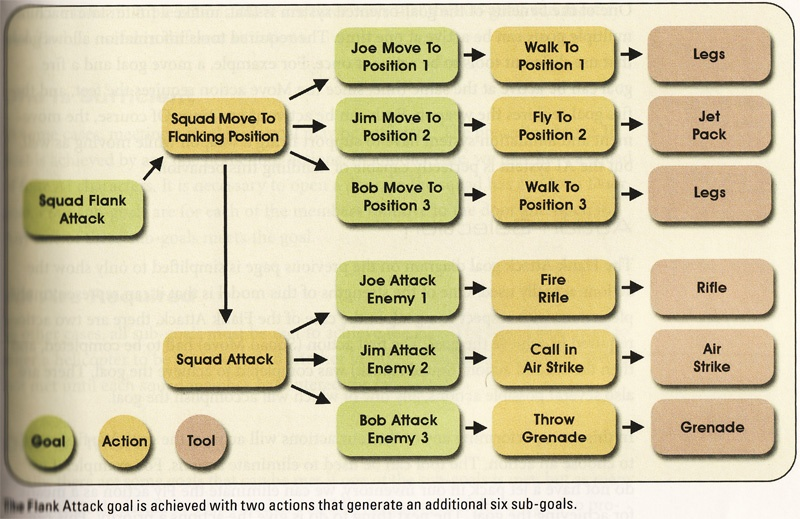 Joe Move To
Position 1
Walk To
Position 1
Legs
Squad Move To
Flanking Position
Jim Move To
Position 2
Fly To
Position 2
Jet
Pack
Bob Move To
Position 3
Walk To
Position 3
Legs
Squad Flank
Attack
Joe Attack
Enemy 1
Fire
Rifle
Rifle
Squad Attack
Jim Attack
Enemy 2
Call in
Air Strike
Air
Strike
Bob Attack
Enemy 3
Throw
Grenade
Grenade
Goal
Action
Tool
The Flank Attack goal is achieved with two actions that generate an additional six sub-goals.